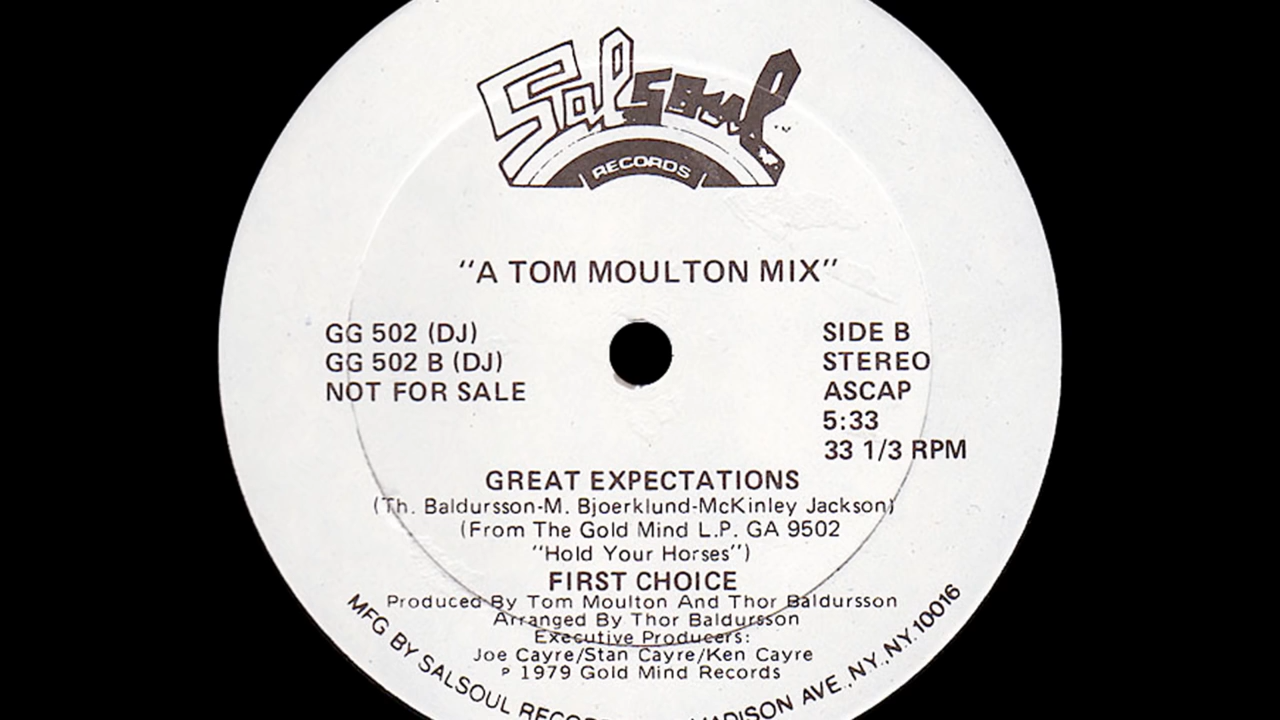 Salsoul
RECORDS
"A TOM MOULTON MIX"
GG 502 (DJ)
GG 502 B (DJ)
NOT FOR SALE
SIDE B
STEREO
ASCAP
5:33
33 1/3 RPM
GREAT EXPECTATIONS
(Th. Baldursson-M. Bjoerklund-McKinley Jackson)
(From The Gold Mind L.P. GA 9502
"Hold Your Horses")
FIRST CHOICE
Produced By Tom Moulton And Thor Baldursson
Arranged By Thor Baldursson
Executive Producers:
Joe Cayre/Stan Cayre/Ken Cayre
℗ 1979 Gold Mind Records
MFG BY SALSOUL AVE., NY., NY. 10016